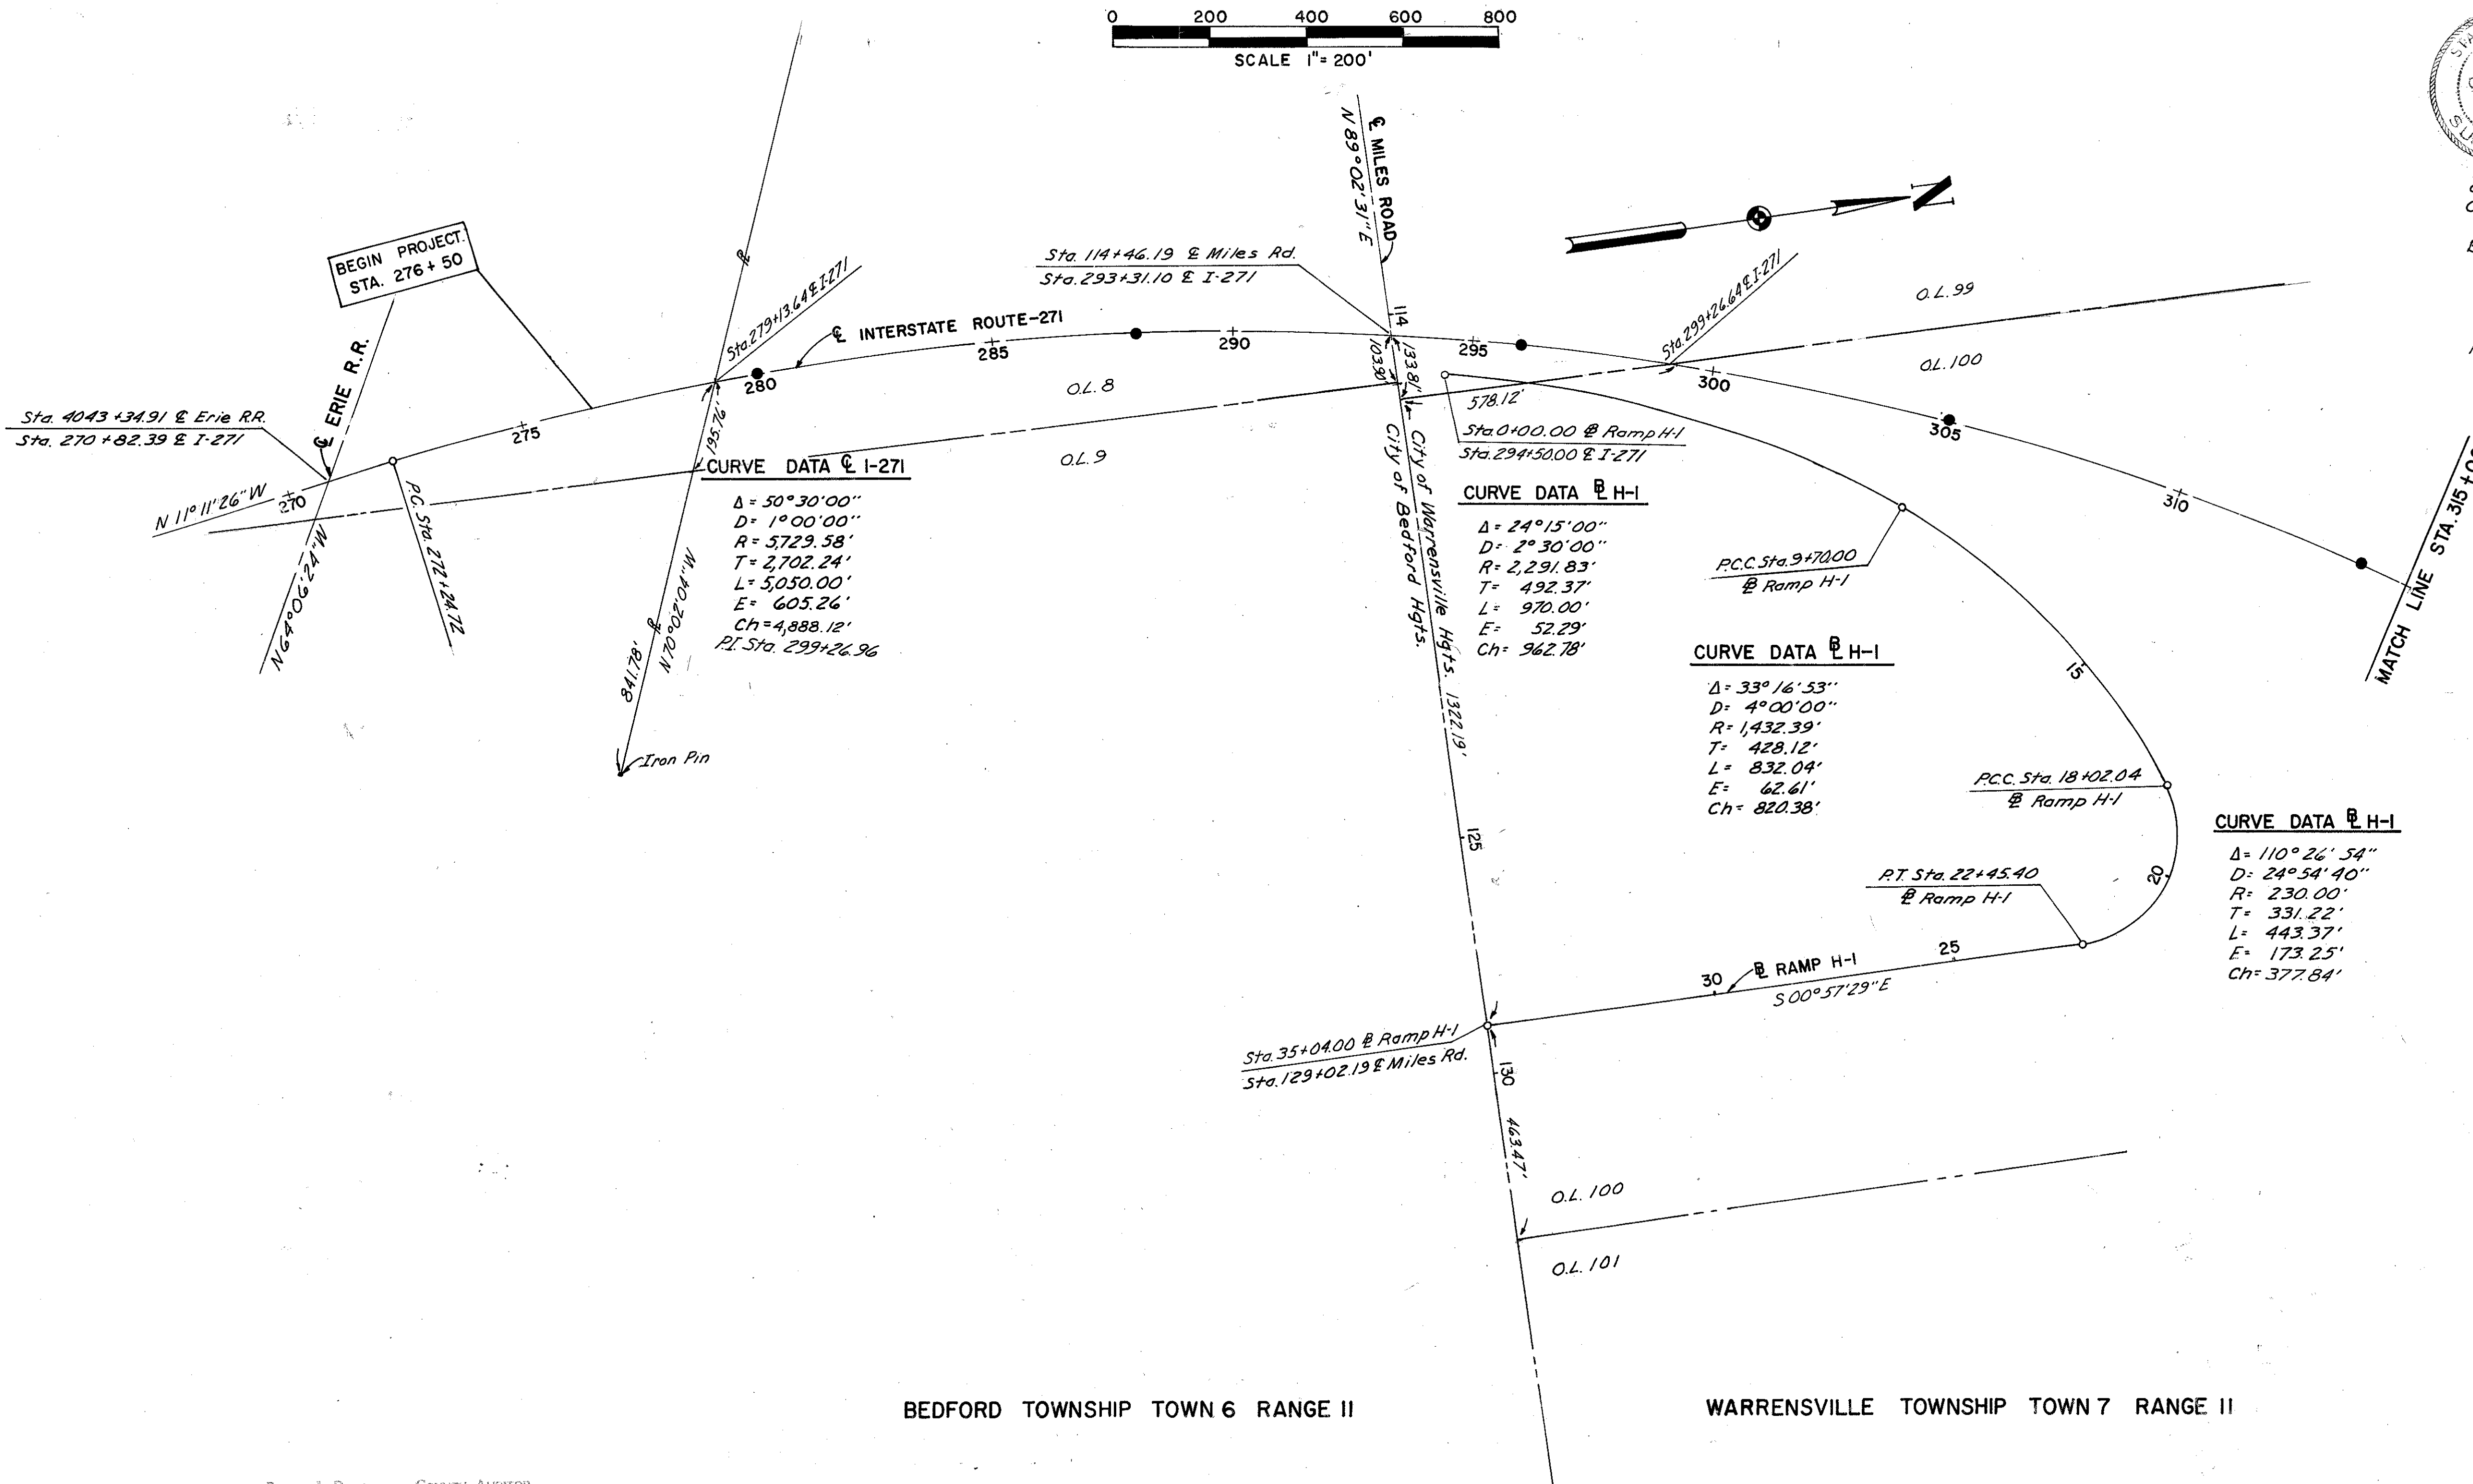 0 200 400 600 800
SCALE 1"= 200'
℄ MILES ROAD
N 89°02'31"E
BEGIN PROJECT.
STA. 276 + 50
℄ ERIE R.R.
Sta. 4043 +34.91 ℄ Erie R.R.
Sta. 270 +82.39 ℄ I-271
N 11°11'26"W
270
N64°06'24"W
P.C. Sta. 272+24.72
275
Sta.279+13.64 ℄ I-271
280
℄ INTERSTATE ROUTE-271
285
290
Sta. 114+46.19 ℄ Miles Rd.
Sta.293+31.10 ℄ I-271
114
103.90'
133.81'
295
578.12'
Sta.299+26.64 ℄ I-271
300
305
310
MATCH LINE STA. 315 +
O.L. 99
O.L. 100
O.L. 8
O.L. 9
195.72'
841.78'
N70°02'04"W
Iron Pin
CURVE DATA ℄ I-271
Δ = 50°30'00"
D = 1°00'00"
R = 5,729.58'
T = 2,702.24'
L = 5,050.00'
E = 605.26'
Ch = 4,888.12'
P.I. Sta. 299+26.96
Sta.0+00.00 ⅊ Ramp H-1
Sta.294+50.00 ℄ I-271
City of Warrensville Hgts. 1322.19'
City of Bedford Hgts.
CURVE DATA ⅊ H-1
Δ = 24°15'00"
D = 2°30'00"
R = 2,291.83'
T = 492.37'
L = 970.00'
E = 52.29'
Ch = 962.78'
P.C.C. Sta. 9+70.00
⅊ Ramp H-1
CURVE DATA ⅊ H-1
Δ = 33°16'53"
D = 4°00'00"
R = 1,432.39'
T = 428.12'
L = 832.04'
E = 62.61'
Ch = 820.38'
15
P.C.C. Sta. 18+02.04
⅊ Ramp H-1
CURVE DATA ⅊ H-1
Δ = 110°26'54"
D = 24°54'40"
R = 230.00'
T = 331.22'
L = 443.37'
E = 173.25'
Ch = 377.84'
20
P.T. Sta. 22+45.40
⅊ Ramp H-1
125
25
30
⅊ RAMP H-1
S 00°57'29"E
Sta. 35+04.00 ⅊ Ramp H-1
Sta. 129+02.19 ℄ Miles Rd.
130
463.47'
O.L. 100
O.L. 101
BEDFORD TOWNSHIP TOWN 6 RANGE 11
WARRENSVILLE TOWNSHIP TOWN 7 RANGE 11